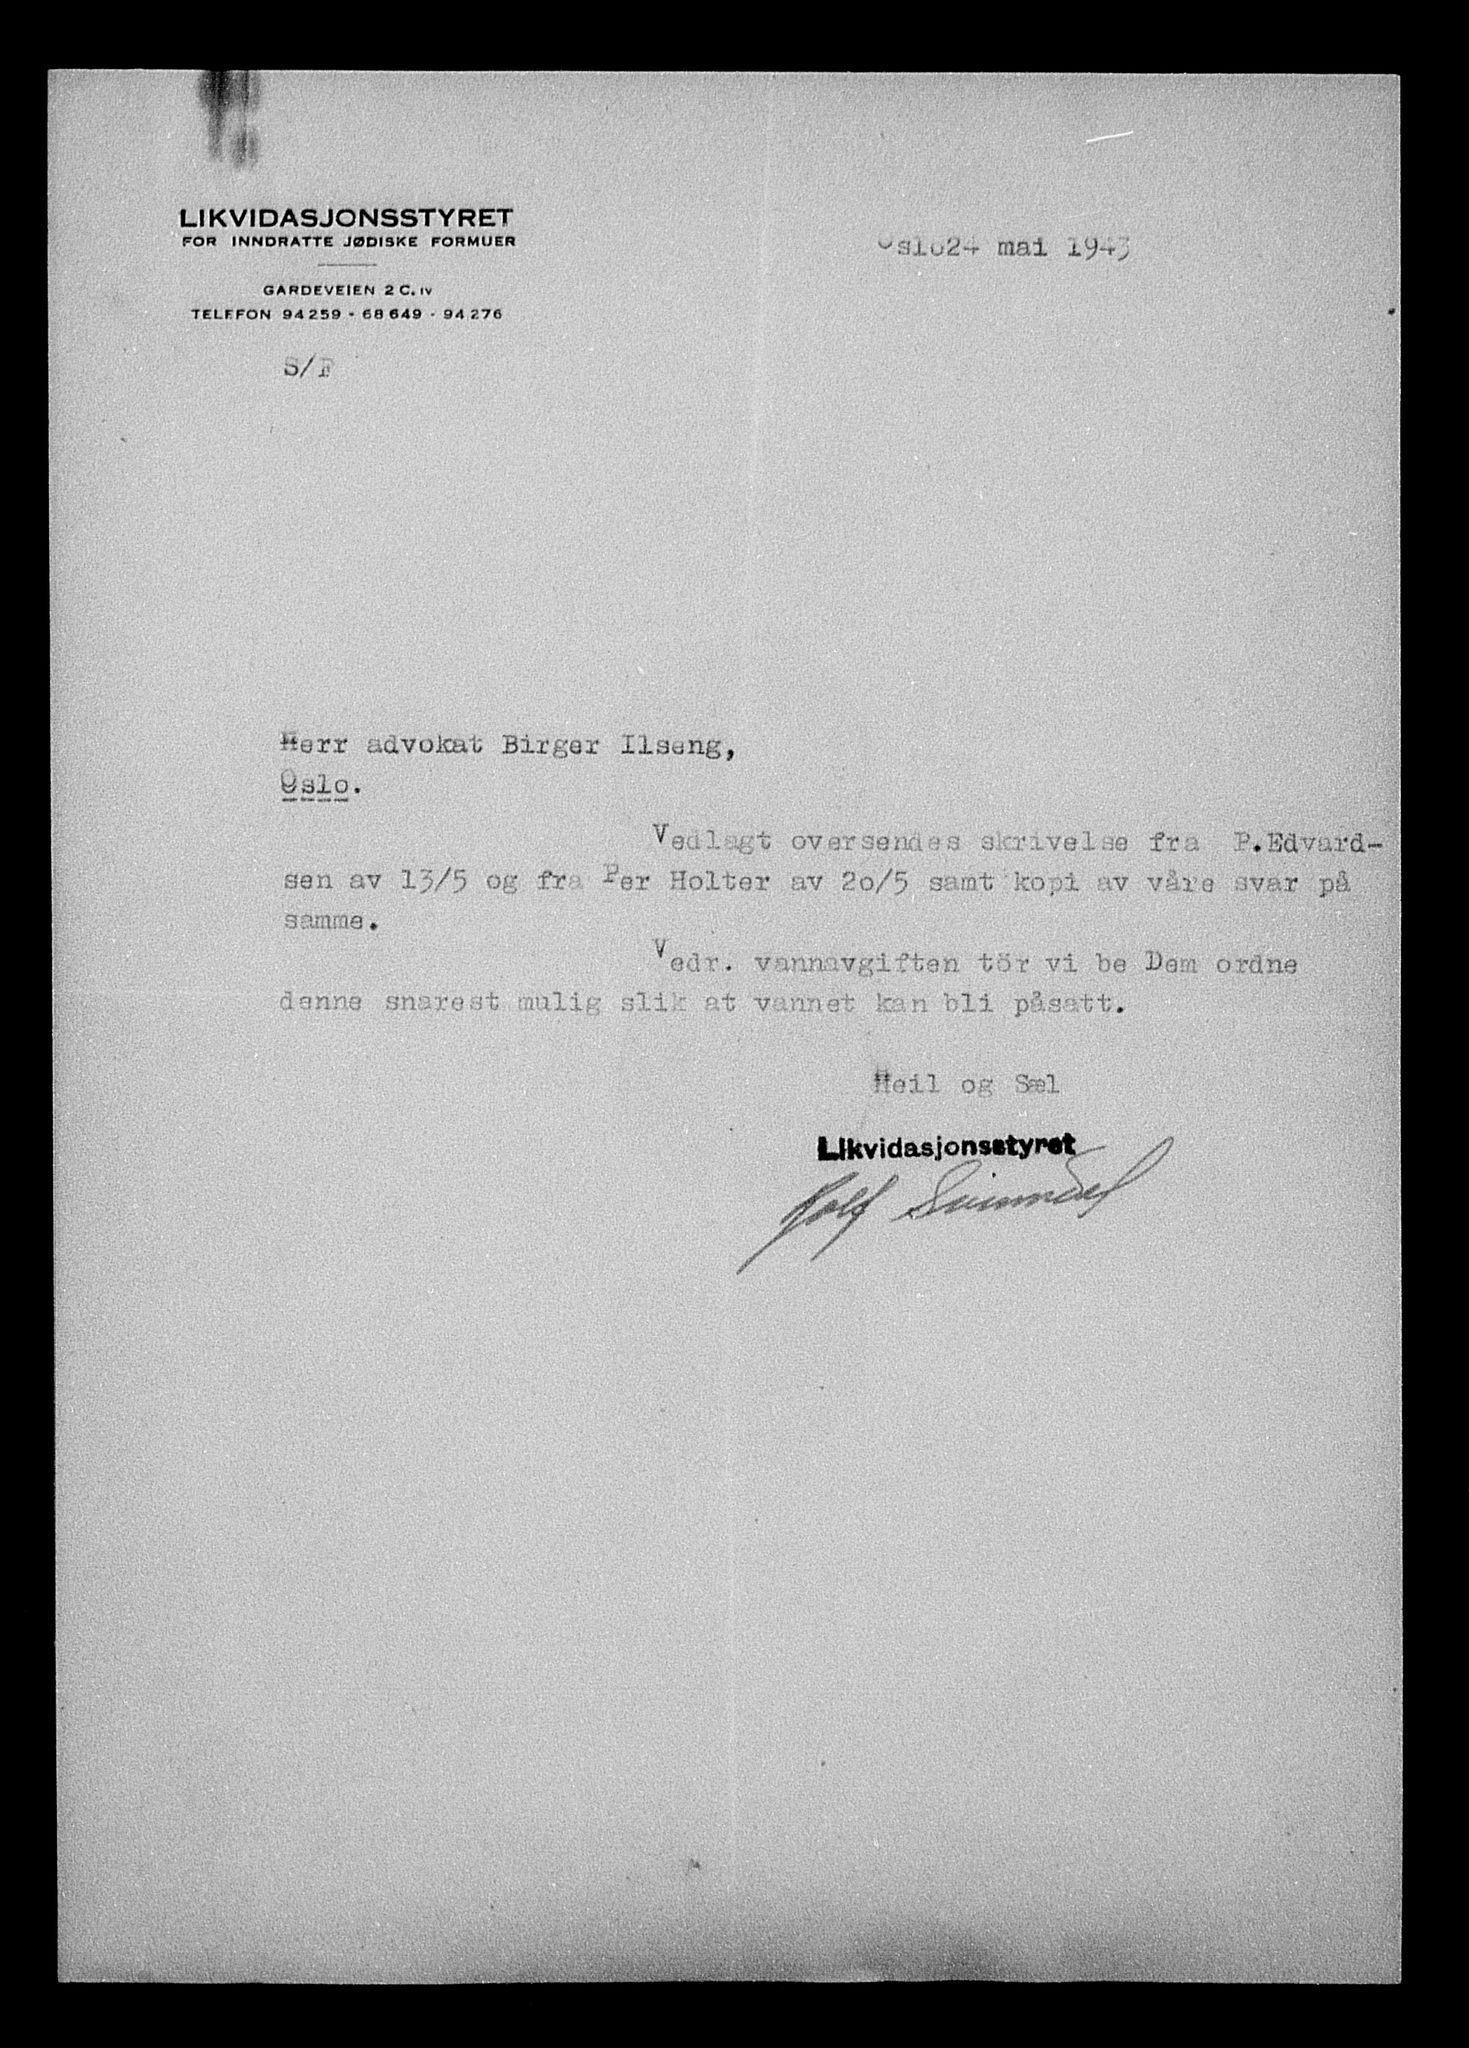 LIKVIDASJONSSTYRET
FOR INNDRATTE JØDISKE FORMUER
GARDEVEIEN 2 C. IV
TELEFON 94259 - 68649 - 94276
Oslo24 mai 1943
S/F
Herr advokat Birger Ilseng,
Oslo.
Vedlagt oversendes skrivelse fra P.Edvard-
sen av 13/5 og fra Per Holter av 2o/5 samt kopi av våre svar på
samme.
Vedr. vannavgiften tör vi be Dem ordne
denne snarest mulig slik at vannet kan bli påsatt.
Heil og Sæl
Likvidasjonsstyret
Rolf